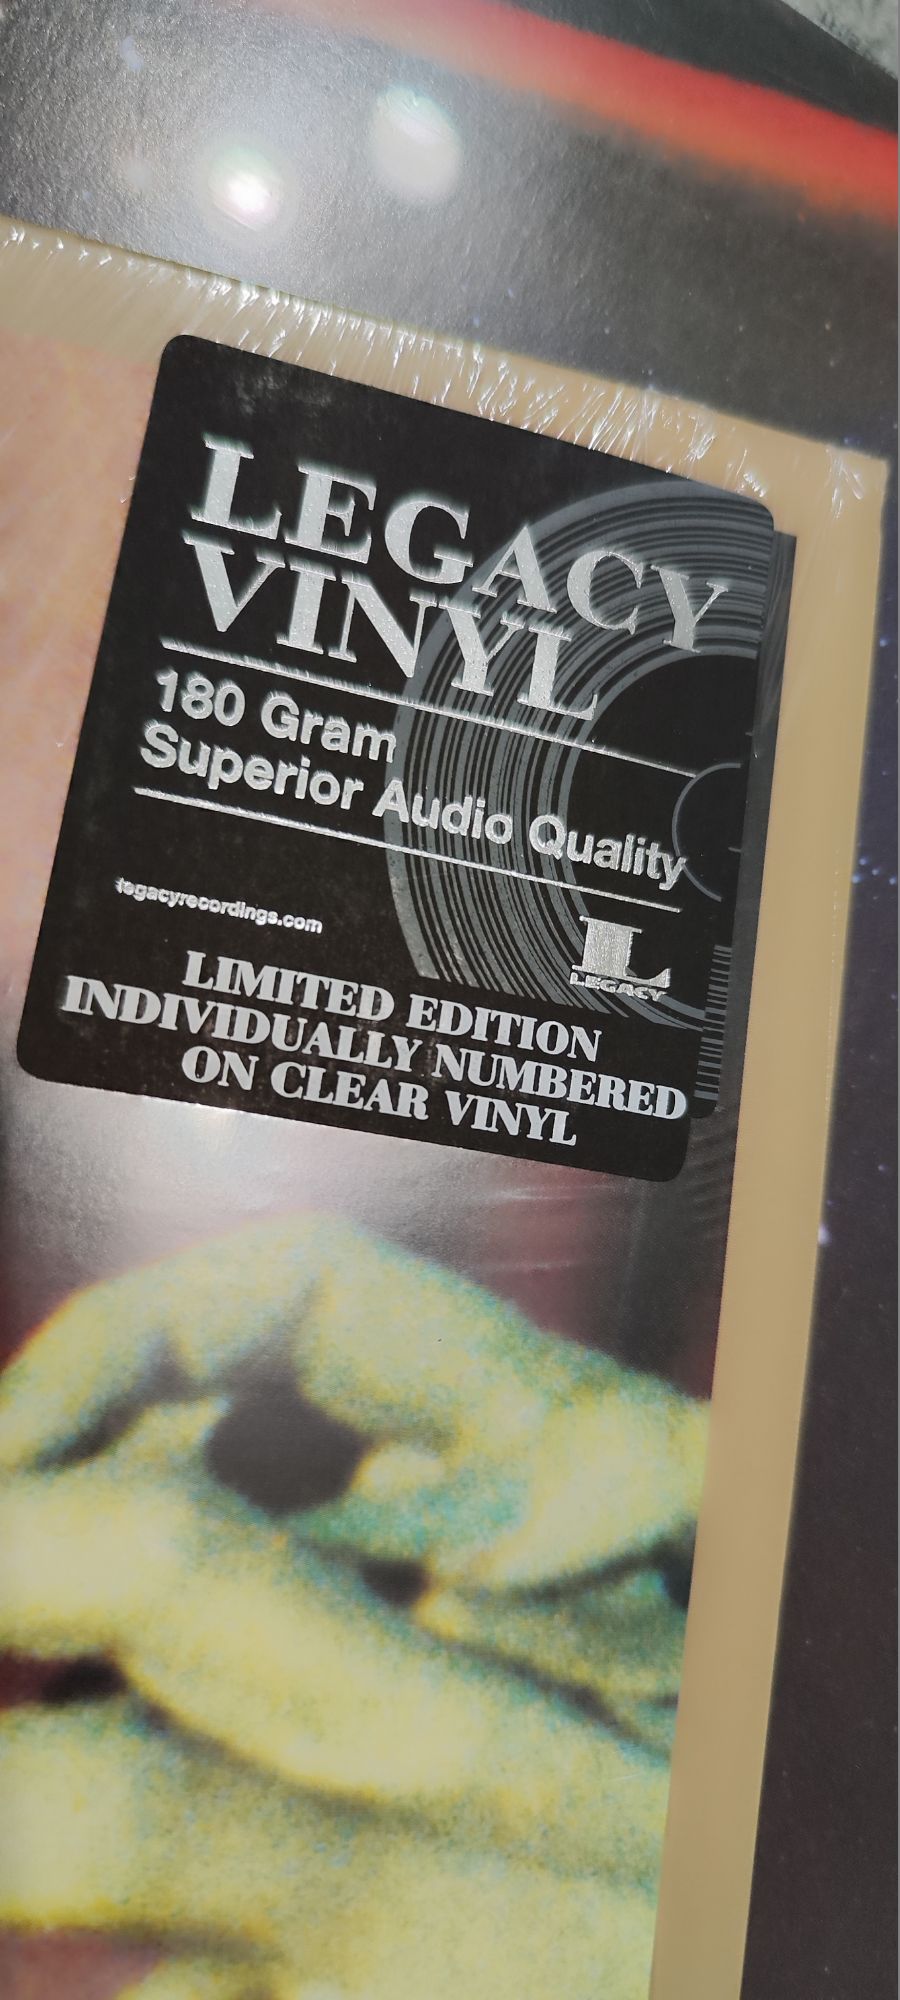 LEGACY
VINYL
180 Gram
Superior Audio Quality
legacyrecordings.com
L
LEGACY
LIMITED EDITION
INDIVIDUALLY NUMBERED
ON CLEAR VINYL